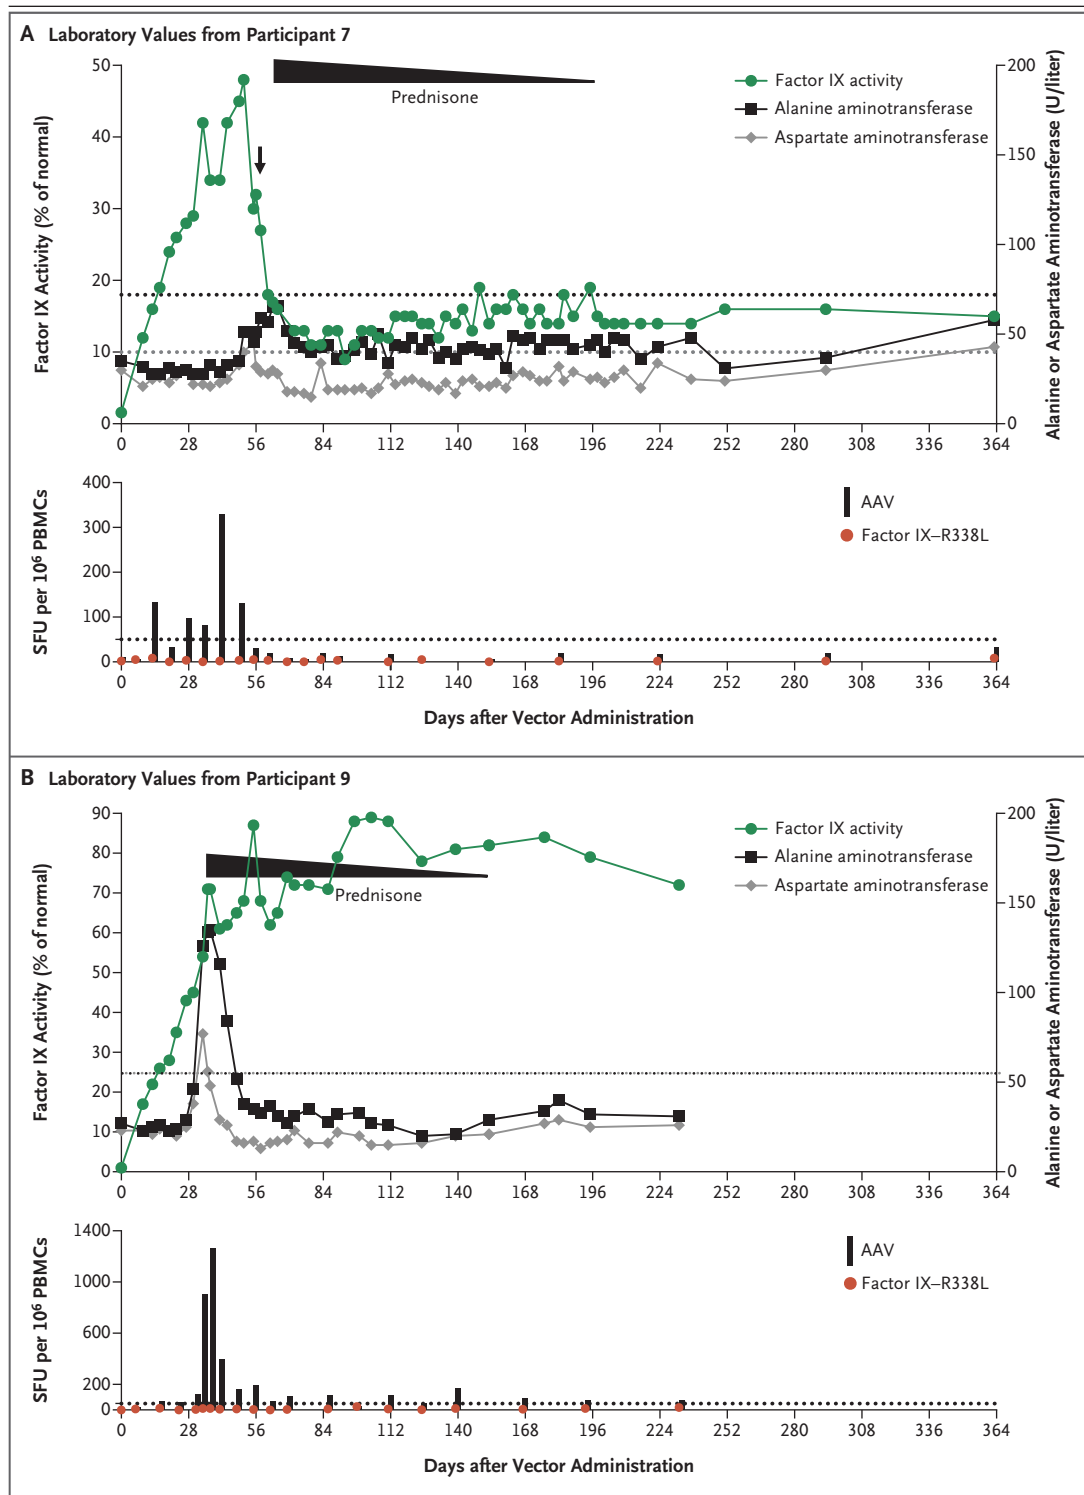 A Laboratory Values from Participant 7
Factor IX Activity (% of normal)
50
40
30
20
10
0
Prednisone
Factor IX activity
Alanine aminotransferase
Aspartate aminotransferase
200
150
100
50
0
Alanine or Aspartate Aminotransferase (U/liter)
0 28 56 84 112 140 168 196 224 252 280 308 336 364
SFU per 10⁶ PBMCs
400
300
200
100
0
AAV
Factor IX–R338L
0 28 56 84 112 140 168 196 224 252 280 308 336 364
Days after Vector Administration
B Laboratory Values from Participant 9
Factor IX Activity (% of normal)
90
80
70
60
50
40
30
20
10
0
Prednisone
Factor IX activity
Alanine aminotransferase
Aspartate aminotransferase
200
150
100
50
0
Alanine or Aspartate Aminotransferase (U/liter)
0 28 56 84 112 140 168 196 224 252 280 308 336 364
SFU per 10⁶ PBMCs
1400
1000
600
200
0
AAV
Factor IX–R338L
0 28 56 84 112 140 168 196 224 252 280 308 336 364
Days after Vector Administration